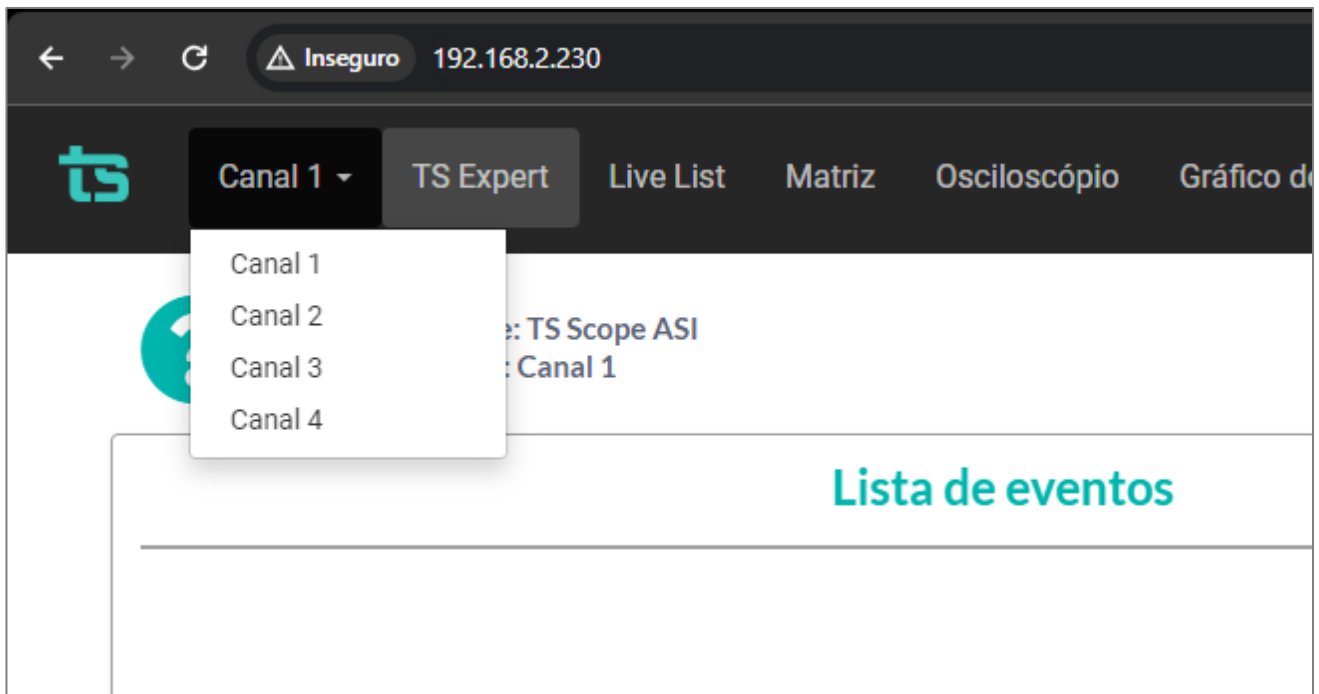 Inseguro 192.168.2.230
ts Canal 1 TS Expert Live List Matriz Osciloscópio Gráfico
Canal 1
Canal 2
Canal 3
Canal 4
: TS Scope ASI
: Canal 1
Lista de eventos